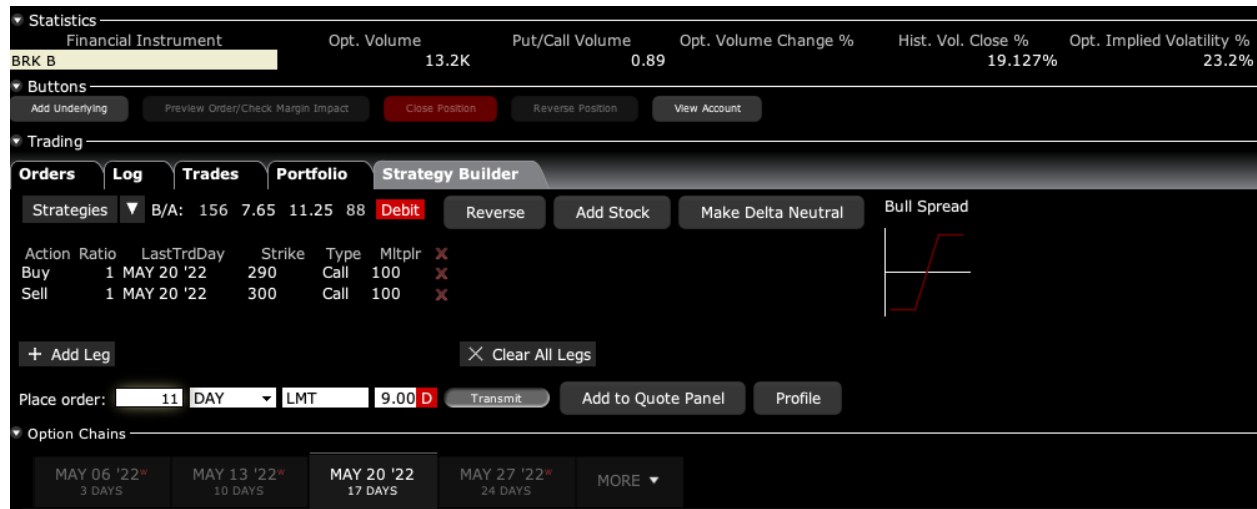 Statistics
Financial Instrument Opt. Volume Put/Call Volume Opt. Volume Change % Hist. Vol. Close % Opt. Implied Volatility %
BRK B 13.2K 0.89 19.127% 23.2%
Buttons
Add Underlying Preview Order/Check Margin Impact Close Position Reverse Position View Account
Trading
Orders Log Trades Portfolio Strategy Builder
Strategies ▼ B/A: 156 7.65 11.25 88 Debit Reverse Add Stock Make Delta Neutral Bull Spread
Action Ratio LastTrdDay Strike Type Mltplr X
Buy 1 MAY 20 '22 290 Call 100 X
Sell 1 MAY 20 '22 300 Call 100 X
+ Add Leg X Clear All Legs
Place order: 11 DAY LMT 9.00 D Transmit Add to Quote Panel Profile
Option Chains
MAY 06 '22W MAY 13 '22W MAY 20 '22 MAY 27 '22W MORE ▼
3 DAYS 10 DAYS 17 DAYS 24 DAYS